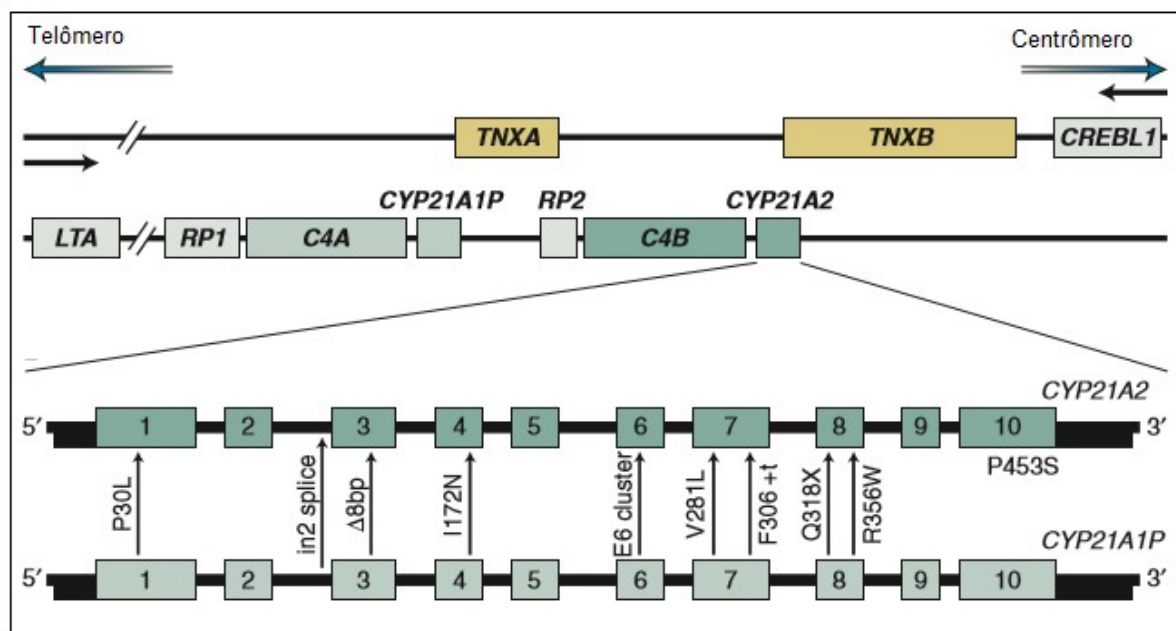 Telômero Centrômero
TNXA TNXB CREBL1
CYP21A1P RP2 CYP21A2
LTA RP1 C4A C4B
CYP21A2
5′ 1 2 3 4 5 6 7 8 9 10 3′
P453S
P30L in2 splice Δ8bp I172N E6 cluster V281L F306 +t Q318X R356W
CYP21A1P
5′ 1 2 3 4 5 6 7 8 9 10 3′